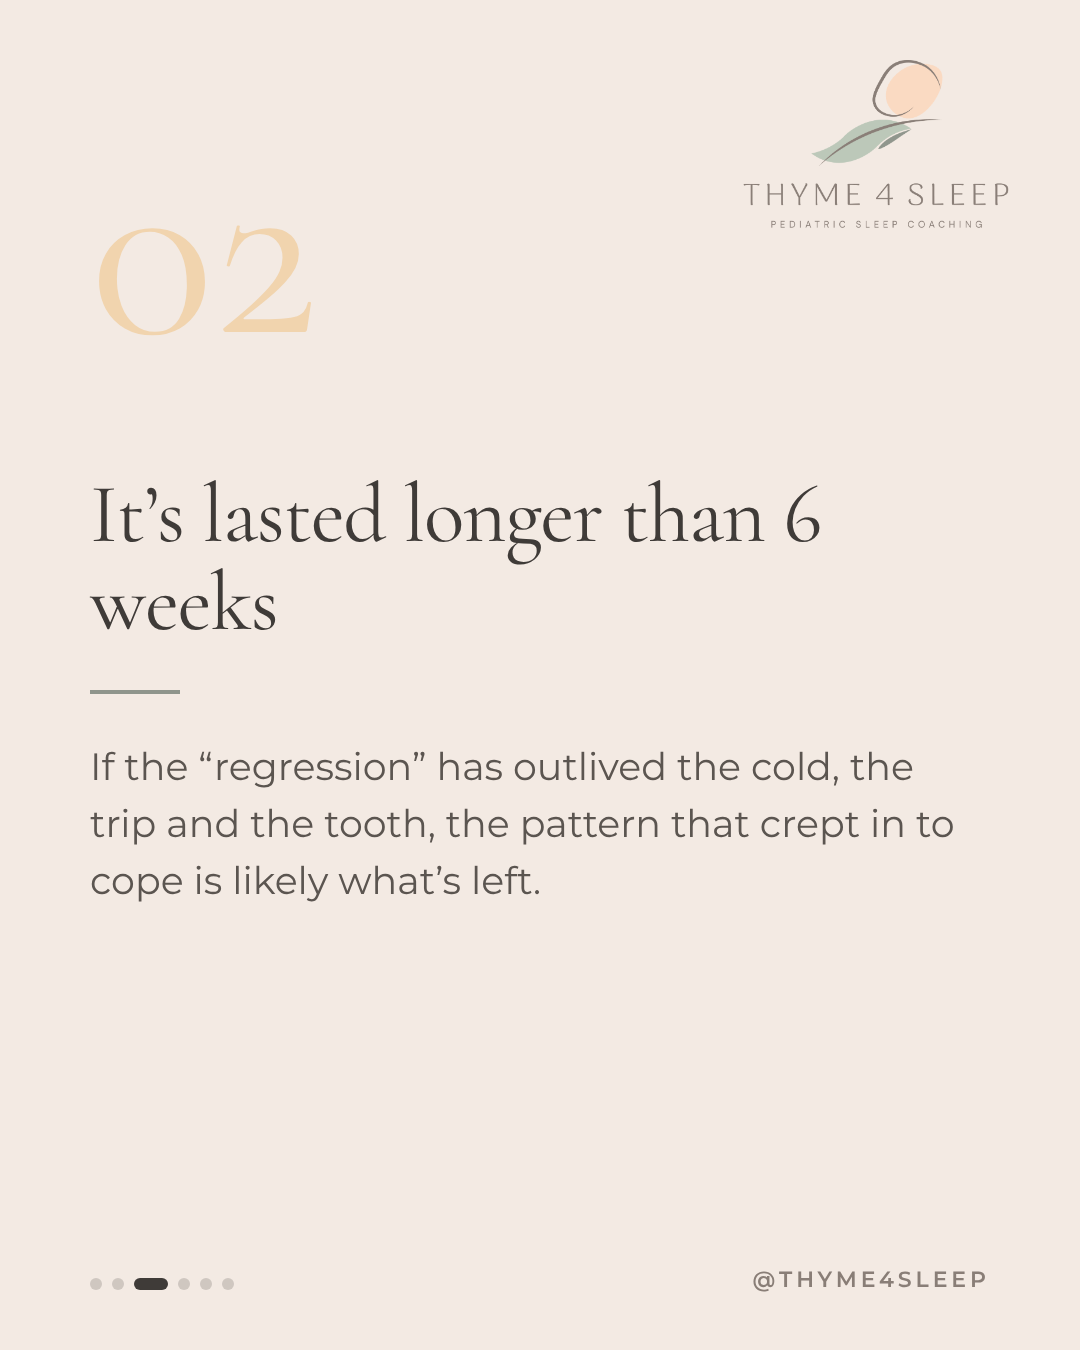 THYME 4 SLEEP
PEDIATRIC SLEEP COACHING
02
It’s lasted longer than 6
weeks
If the “regression” has outlived the cold, the
trip and the tooth, the pattern that crept in to
cope is likely what’s left.
@THYME4SLEEP